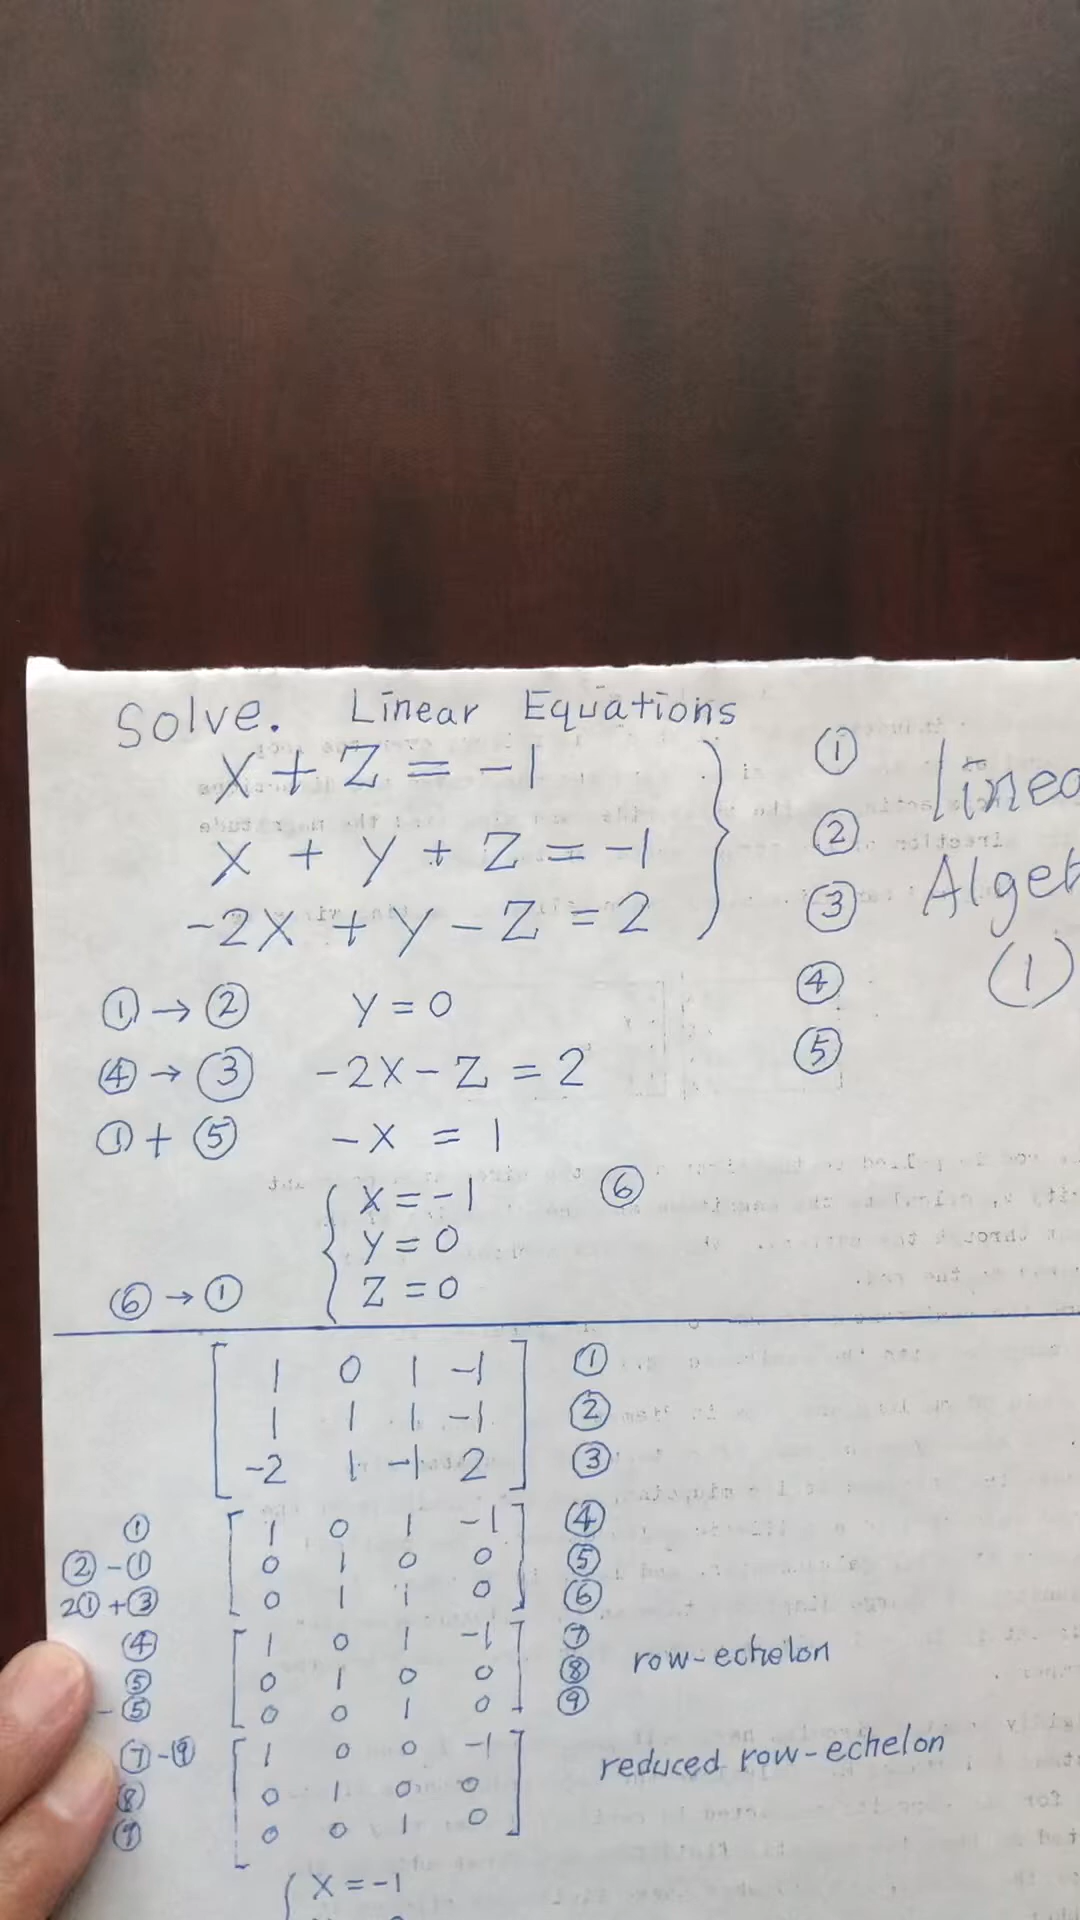 Solve. Linear Equations
x + z = -1 ①
Linea
x + y + z = -1 ②
-2x + y - z = 2 ③
Algeb
(1)
① → ② y = 0 ④
④ → ③ -2x - z = 2 ⑤
① + ⑤ -x = 1
x = -1 ⑥
y = 0
⑥ → ① z = 0
1 0 1 -1 ①
1 1 1 -1 ②
-2 1 -1 2 ③
① 1 0 1 -1 ④
② - ① 0 1 0 0 ⑤
2① + ③ 0 1 1 0 ⑥
④ 1 0 1 -1 ⑦
⑤ 0 1 0 0 ⑧ row-echelon
- ⑤ 0 0 1 0 ⑨
⑦ - ⑨ 1 0 0 -1
reduced row-echelon
⑧ 0 1 0 0
⑨ 0 0 1 0
x = -1